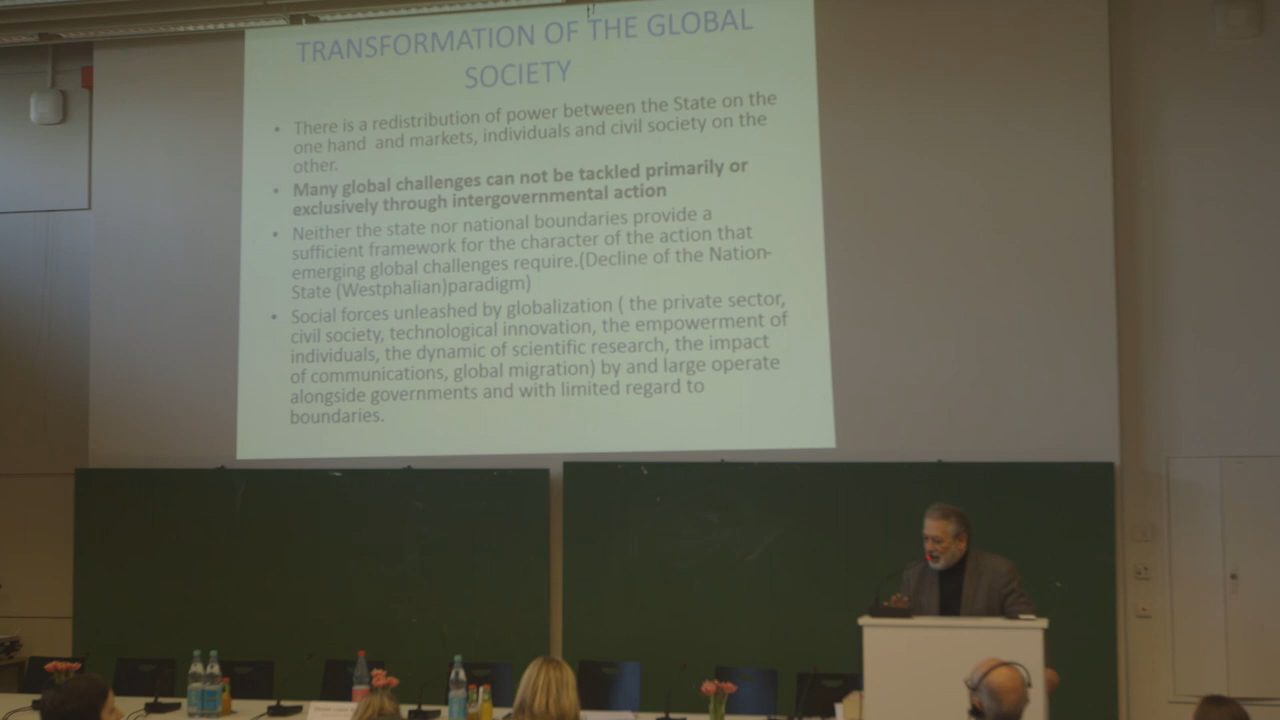 TRANSFORMATION OF THE GLOBAL
SOCIETY
• There is a redistribution of power between the State on the
one hand and markets, individuals and civil society on the
other.
• Many global challenges can not be tackled primarily or
exclusively through intergovernmental action
• Neither the state nor national boundaries provide a
sufficient framework for the character of the action that
emerging global challenges require.(Decline of the Nation-
State (Westphalian)paradigm)
• Social forces unleashed by globalization ( the private sector,
civil society, technological innovation, the empowerment of
individuals, the dynamic of scientific research, the impact
of communications, global migration) by and large operate
alongside governments and with limited regard to
boundaries.